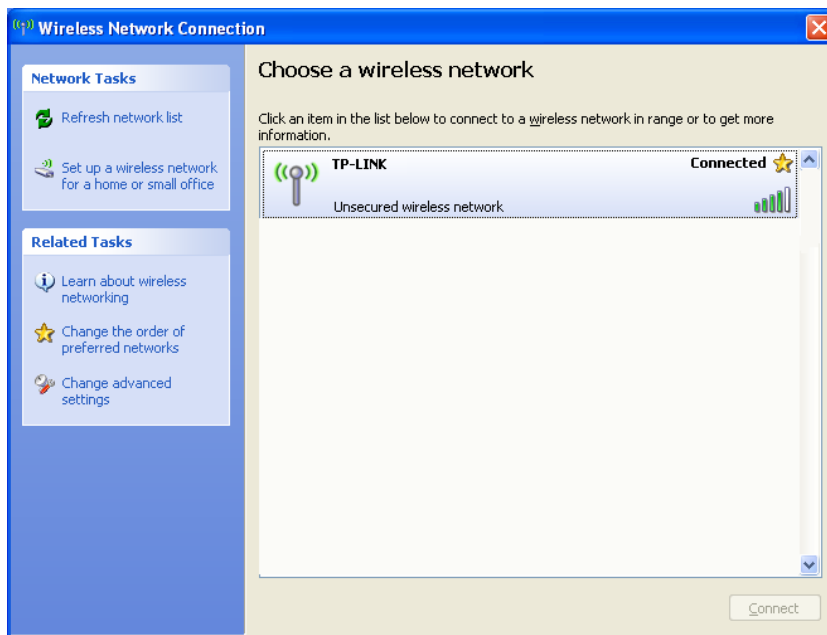 Wireless Network Connection
Network Tasks
Refresh network list
Set up a wireless network
for a home or small office
Related Tasks
Learn about wireless
networking
Change the order of
preferred networks
Change advanced
settings
Choose a wireless network
Click an item in the list below to connect to a wireless network in range or to get more
information.
TP-LINK Connected
Unsecured wireless network
Connect